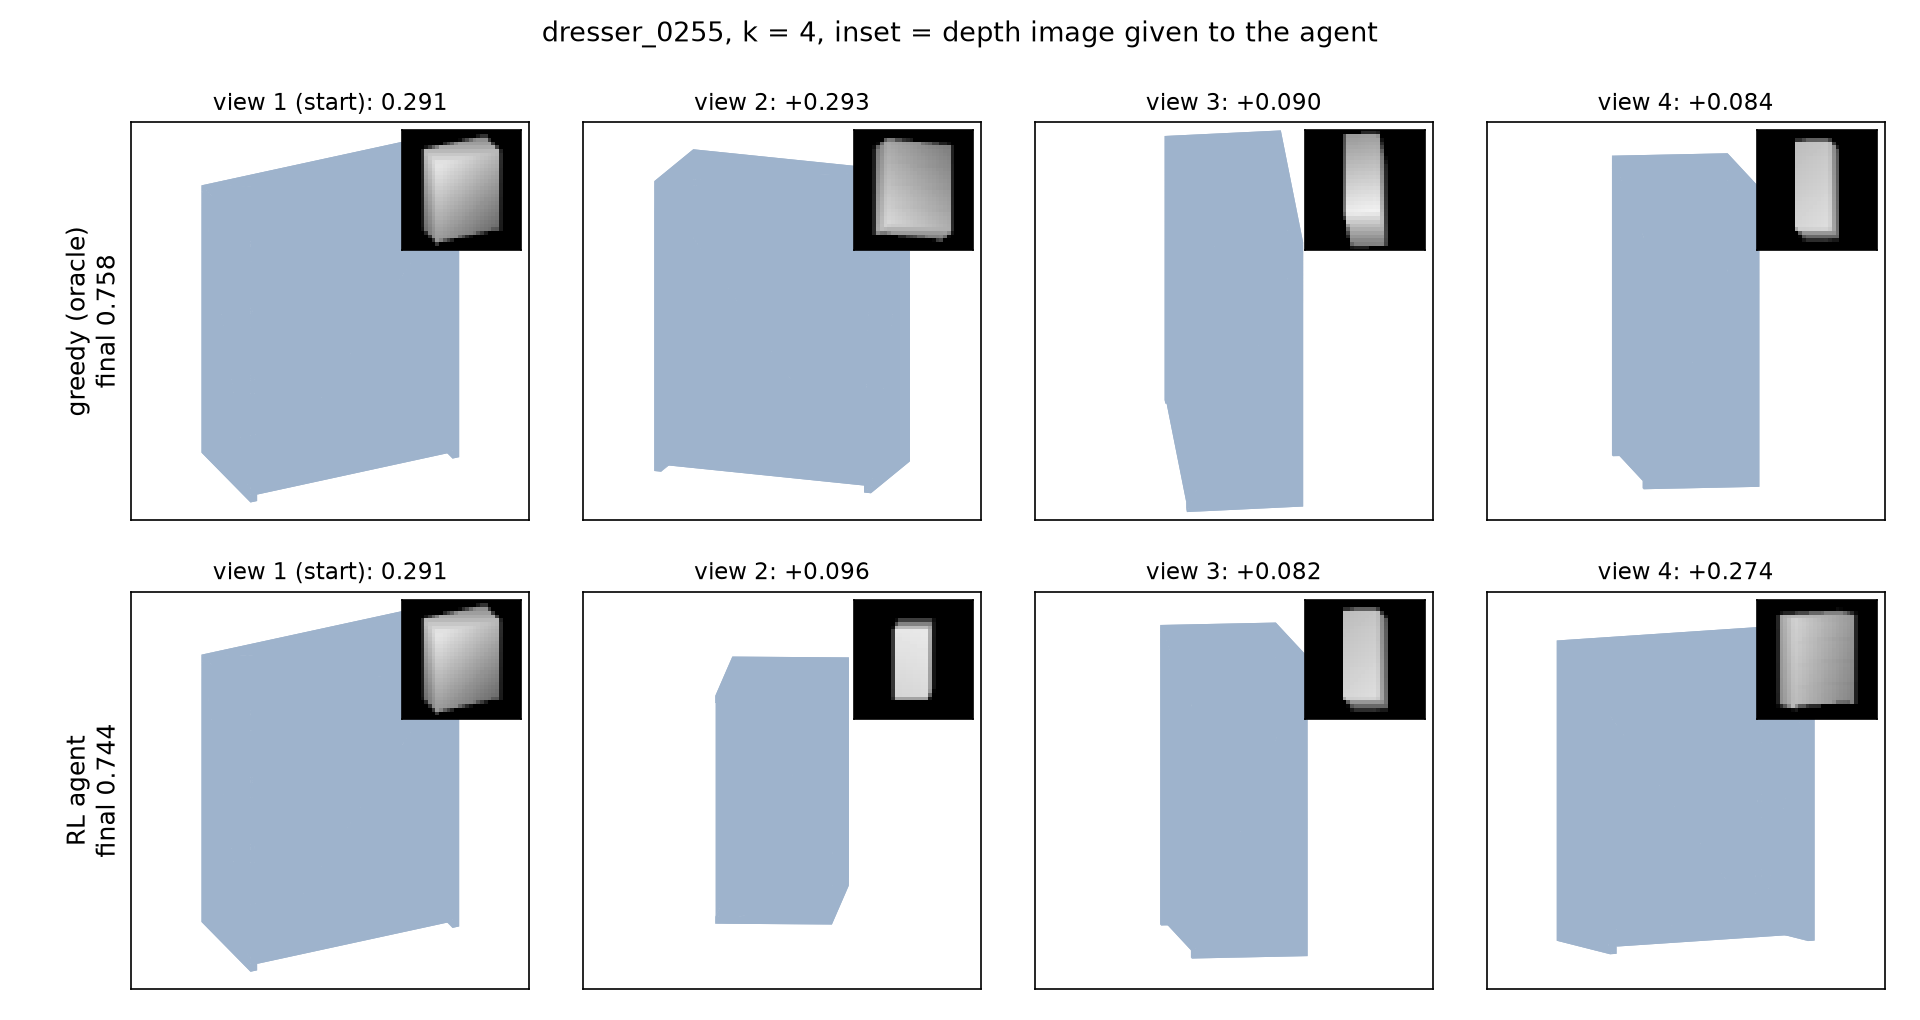 dresser_0255, k = 4, inset = depth image given to the agent
greedy (oracle)
final 0.758
view 1 (start): 0.291
view 2: +0.293
view 3: +0.090
view 4: +0.084
RL agent
final 0.744
view 1 (start): 0.291
view 2: +0.096
view 3: +0.082
view 4: +0.274